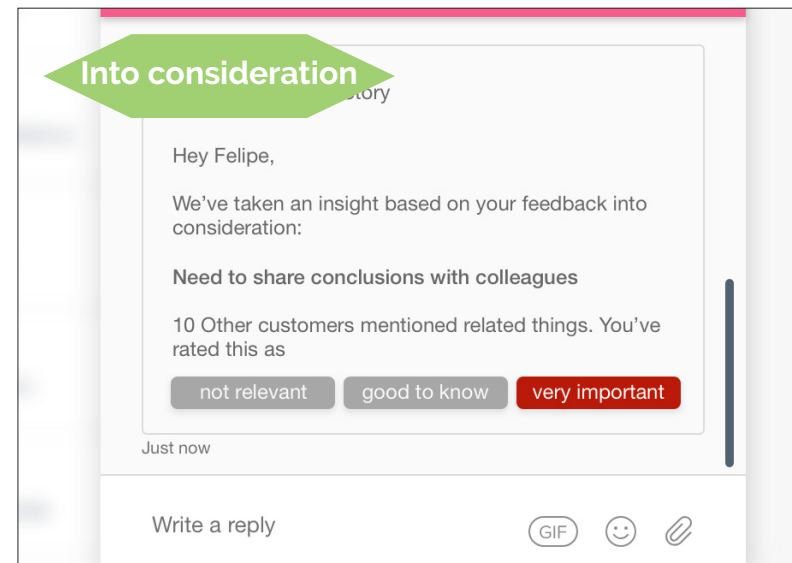 Into consideration
Hey Felipe,
We've taken an insight based on your feedback into
consideration:
Need to share conclusions with colleagues
10 Other customers mentioned related things. You've
rated this as
not relevant good to know very important
Just now
Write a reply
GIF